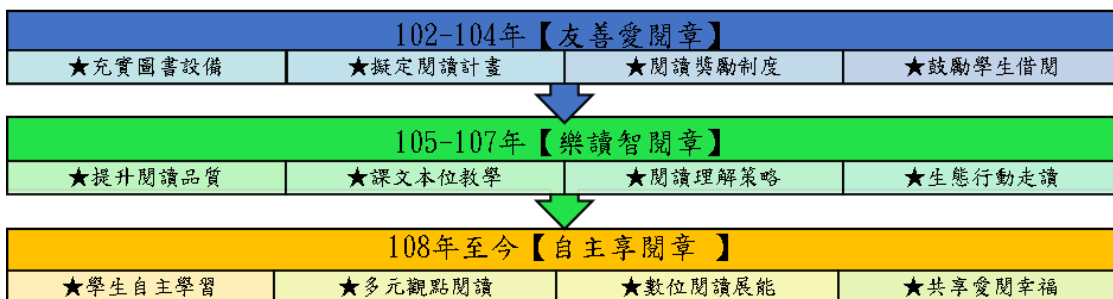 102-104年【友善愛閱章】
★充實圖書設備 ★擬定閱讀計畫 ★閱讀獎勵制度 ★鼓勵學生借閱
105-107年【樂讀智閱章】
★提升閱讀品質 ★課文本位教學 ★閱讀理解策略 ★生態行動走讀
108年至今【自主享閱章 】
★學生自主學習 ★多元觀點閱讀 ★數位閱讀展能 ★共享愛閱幸福